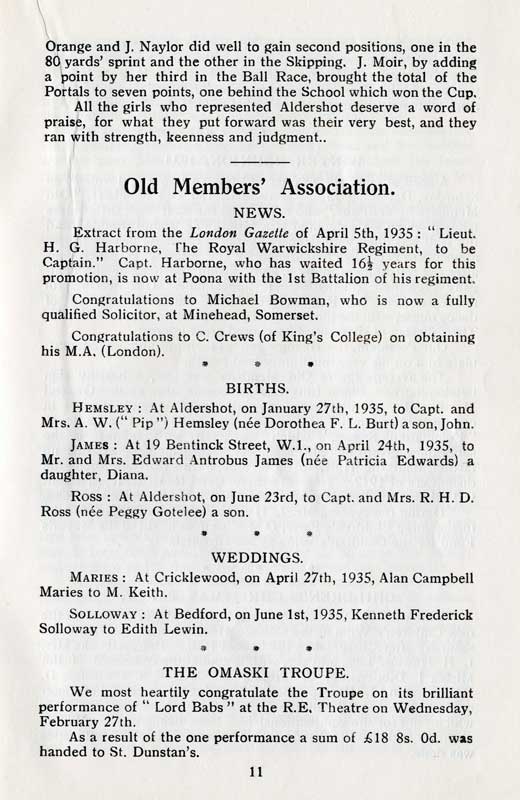 Orange and J. Naylor did well to gain second positions, one in the
80 yards' sprint and the other in the Skipping. J. Moir, by adding
a point by her third in the Ball Race, brought the total of the
Portals to seven points, one behind the School which won the Cup.
All the girls who represented Aldershot deserve a word of
praise, for what they put forward was their very best, and they
ran with strength, keenness and judgment..
Old Members' Association.
NEWS.
Extract from the London Gazette of April 5th, 1935 : " Lieut.
H. G. Harborne, The Royal Warwickshire Regiment, to be
Captain." Capt. Harborne, who has waited 16½ years for this
promotion, is now at Poona with the 1st Battalion of his regiment.
Congratulations to Michael Bowman, who is now a fully
qualified Solicitor, at Minehead, Somerset.
Congratulations to C. Crews (of King's College) on obtaining
his M.A. (London).
* * *
BIRTHS.
HEMSLEY : At Aldershot, on January 27th, 1935, to Capt. and
Mrs. A. W. (" Pip ") Hemsley (née Dorothea F. L. Burt) a son, John.
JAMES : At 19 Bentinck Street, W.1., on April 24th, 1935, to
Mr. and Mrs. Edward Antrobus James (née Patricia Edwards) a
daughter, Diana.
ROSS : At Aldershot, on June 23rd, to Capt. and Mrs. R. H. D.
Ross (née Peggy Gotelee) a son.
* * *
WEDDINGS.
MARIES : At Cricklewood, on April 27th, 1935, Alan Campbell
Maries to M. Keith.
SOLLOWAY : At Bedford, on June 1st, 1935, Kenneth Frederick
Solloway to Edith Lewin.
* * *
THE OMASKI TROUPE.
We most heartily congratulate the Troupe on its brilliant
performance of " Lord Babs " at the R.E. Theatre on Wednesday,
February 27th.
As a result of the one performance a sum of £18 8s. 0d. was
handed to St. Dunstan's.
11